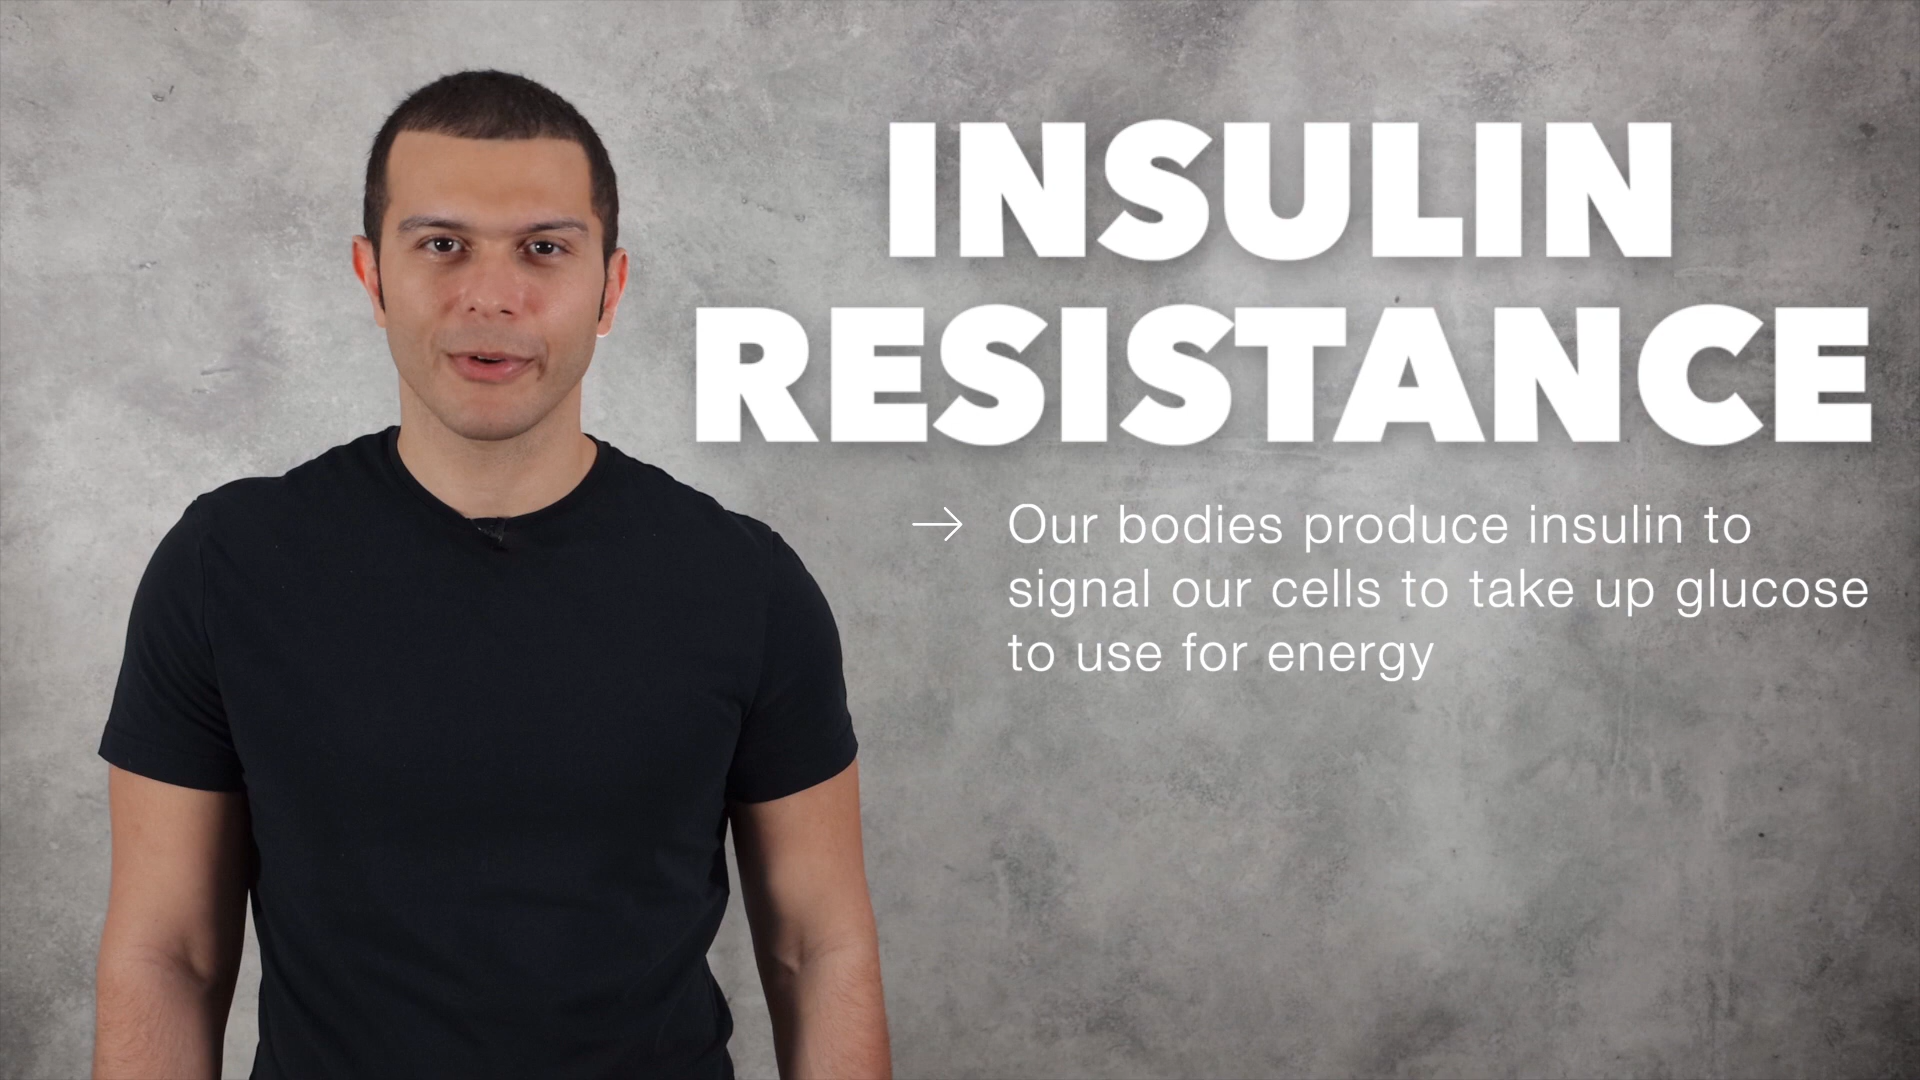 INSULIN
RESISTANCE
→ Our bodies produce insulin to
signal our cells to take up glucose
to use for energy